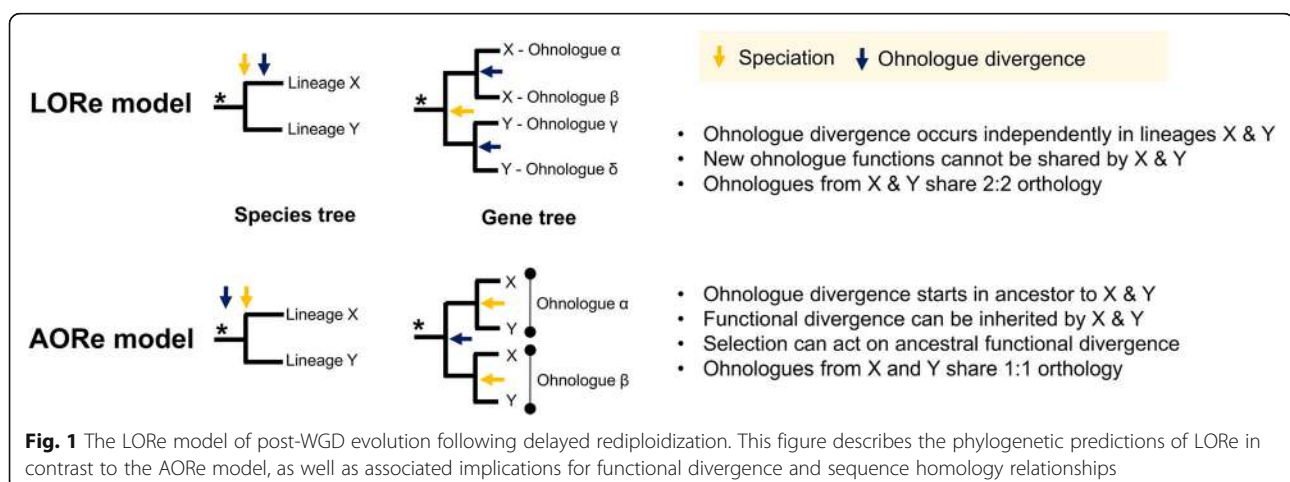 LORe model
*
Lineage X
Lineage Y
Species tree
*
X - Ohnologue α
X - Ohnologue β
Y - Ohnologue γ
Y - Ohnologue δ
Gene tree
Speciation Ohnologue divergence
• Ohnologue divergence occurs independently in lineages X & Y
• New ohnologue functions cannot be shared by X & Y
• Ohnologues from X & Y share 2:2 orthology
AORe model
*
Lineage X
Lineage Y
*
X
Y
Ohnologue α
X
Y
Ohnologue β
• Ohnologue divergence starts in ancestor to X & Y
• Functional divergence can be inherited by X & Y
• Selection can act on ancestral functional divergence
• Ohnologues from X and Y share 1:1 orthology
Fig. 1 The LORe model of post-WGD evolution following delayed rediploidization. This figure describes the phylogenetic predictions of LORe in
contrast to the AORe model, as well as associated implications for functional divergence and sequence homology relationships